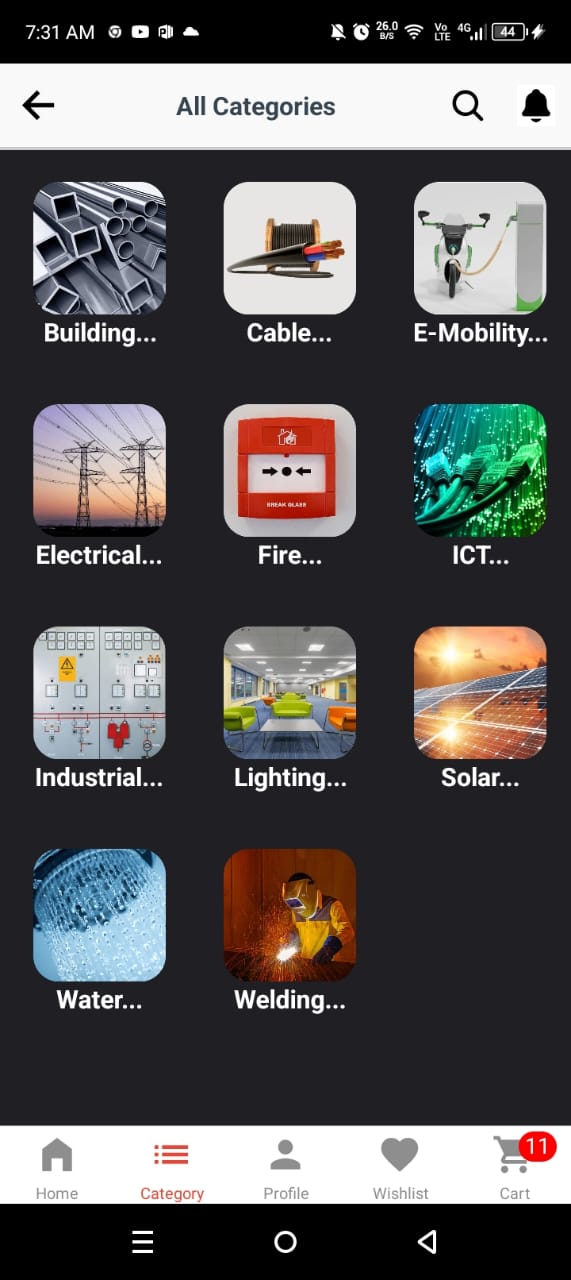 7:31 AM
26.0
B/S
Vo
LTE
4G
44
All Categories
Building...
Cable...
E-Mobility...
Electrical...
BREAK GLASS
Fire...
ICT...
Industrial...
Lighting...
Solar...
Water...
Welding...
11
Home
Category
Profile
Wishlist
Cart